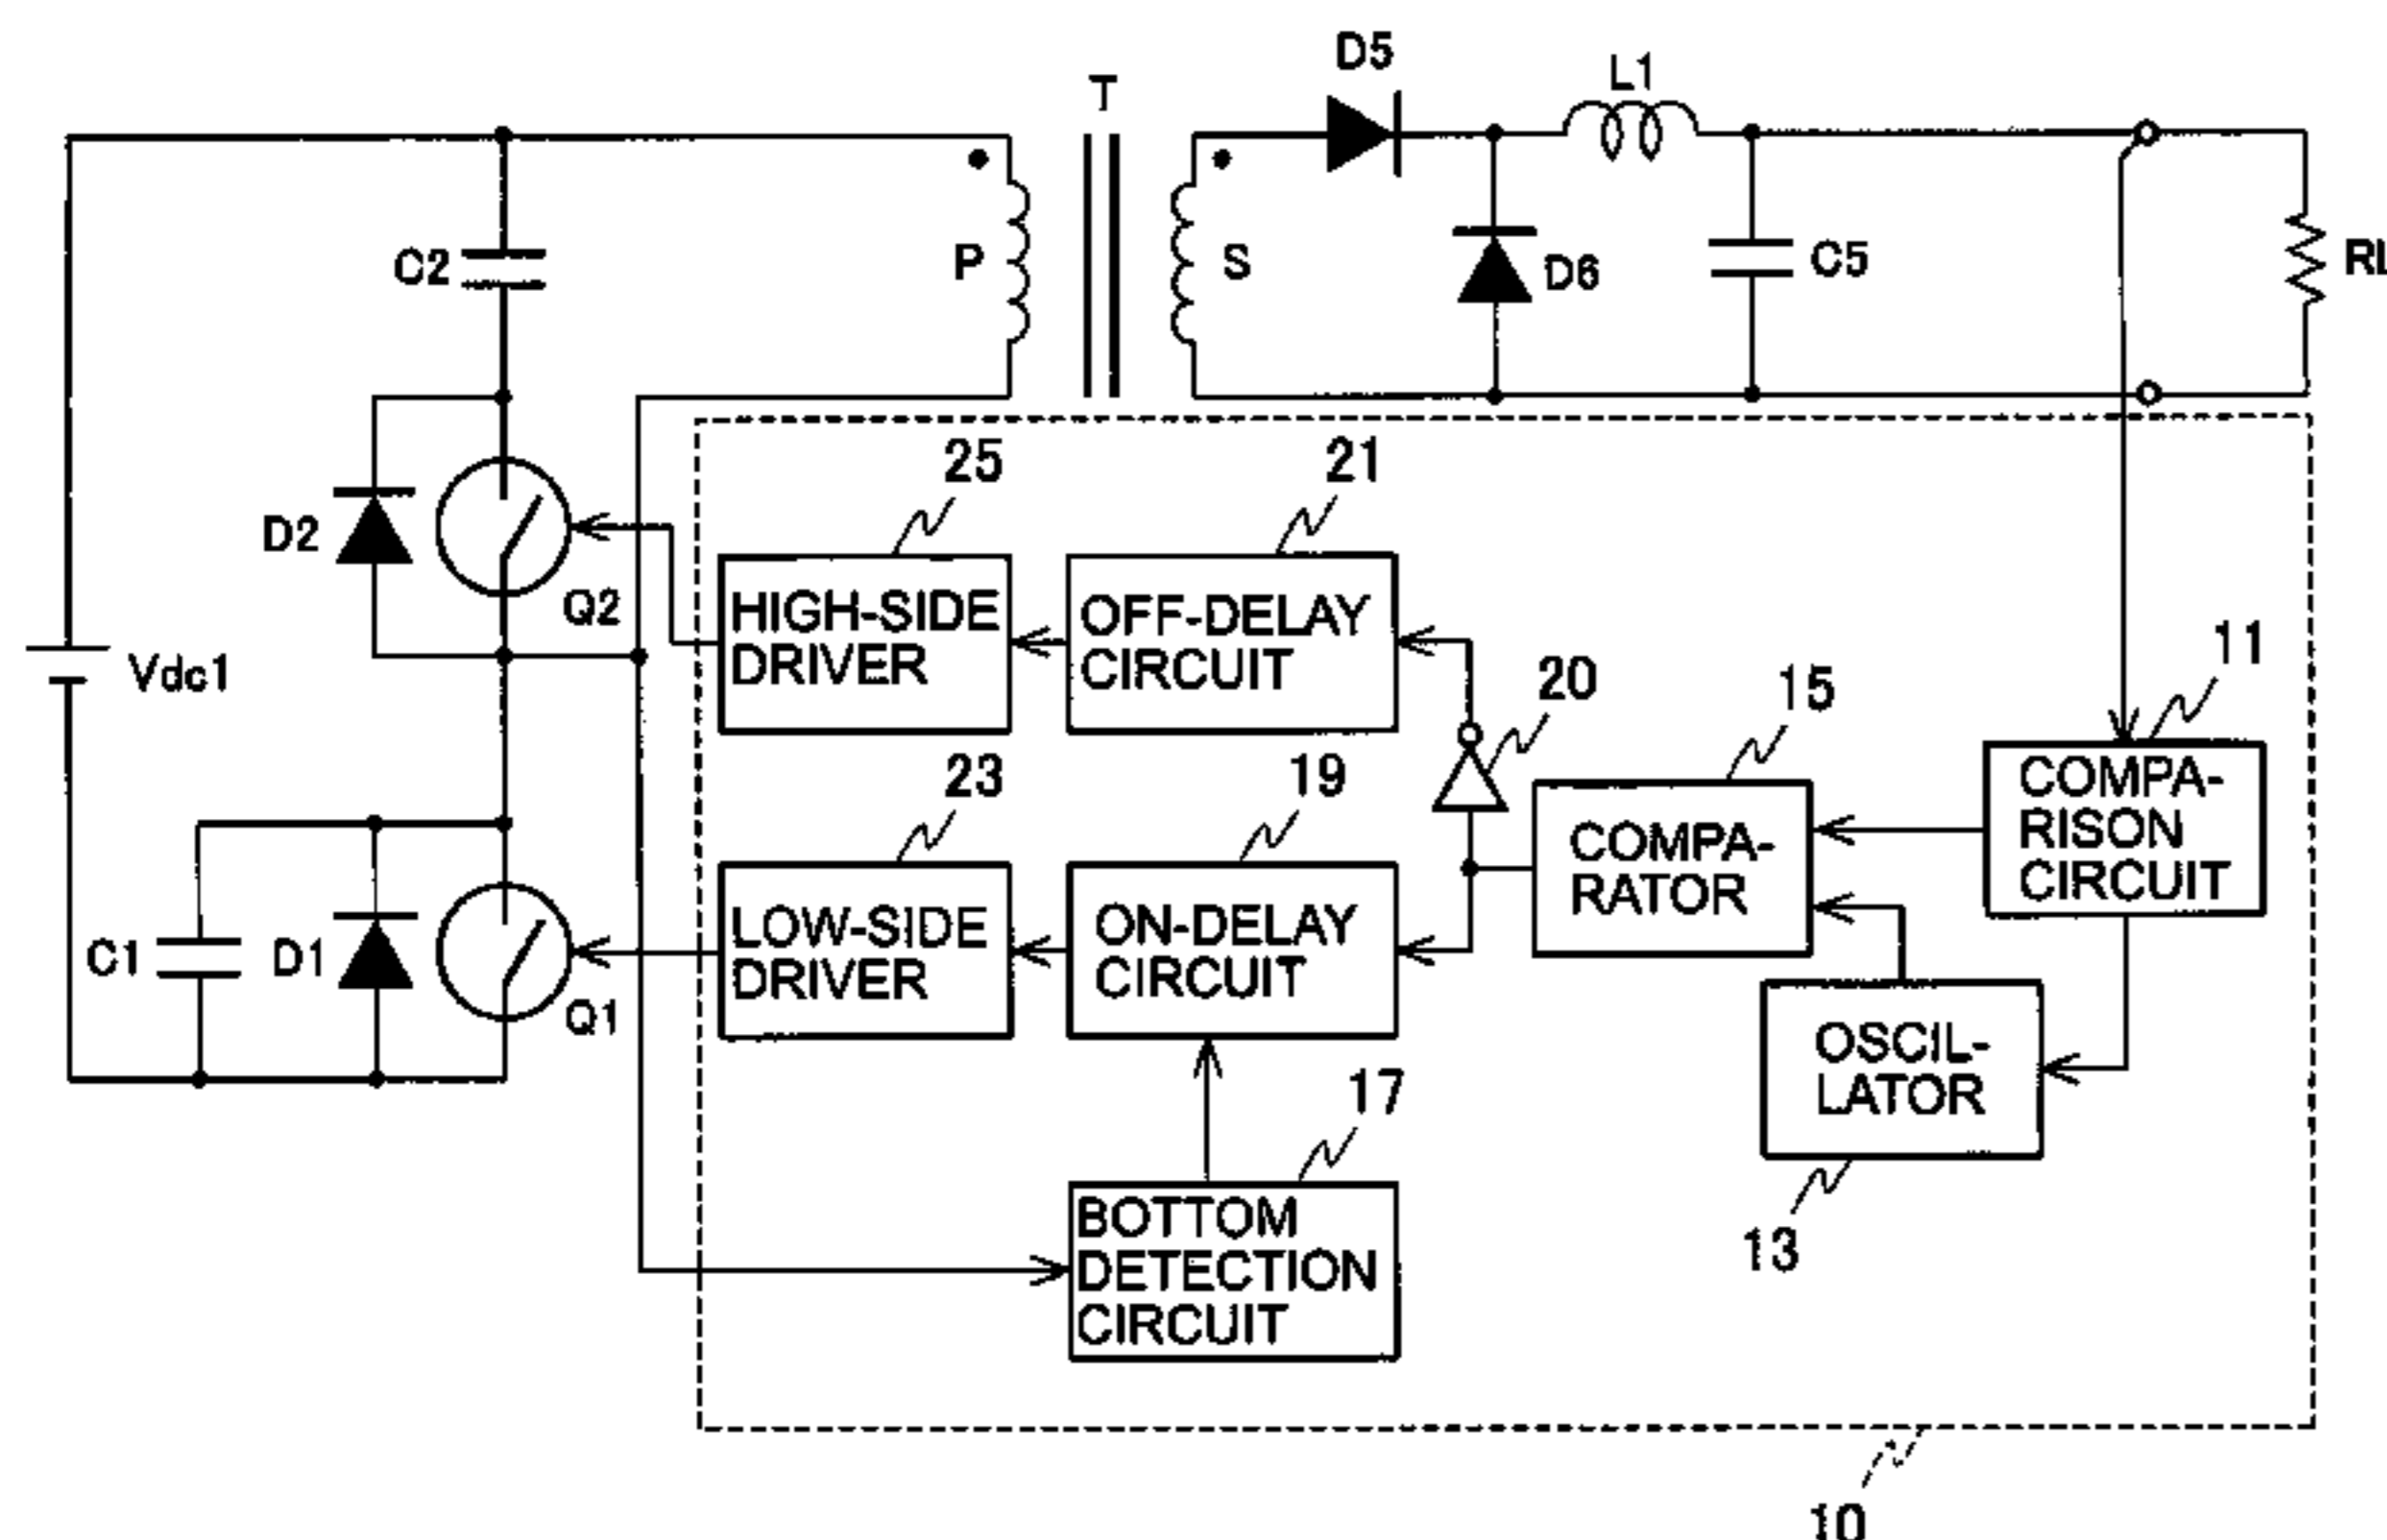 D5
L1
T
C2
P
S
D6
C5
RL
25
21
D2
Q2
HIGH-SIDE
DRIVER
OFF-DELAY
CIRCUIT
Vdc1
20
15
11
23
19
COMPA-
RISON
CIRCUIT
COMPA-
RATOR
C1
D1
Q1
LOW-SIDE
DRIVER
ON-DELAY
CIRCUIT
OSCIL-
LATOR
17
BOTTOM
DETECTION
CIRCUIT
13
10